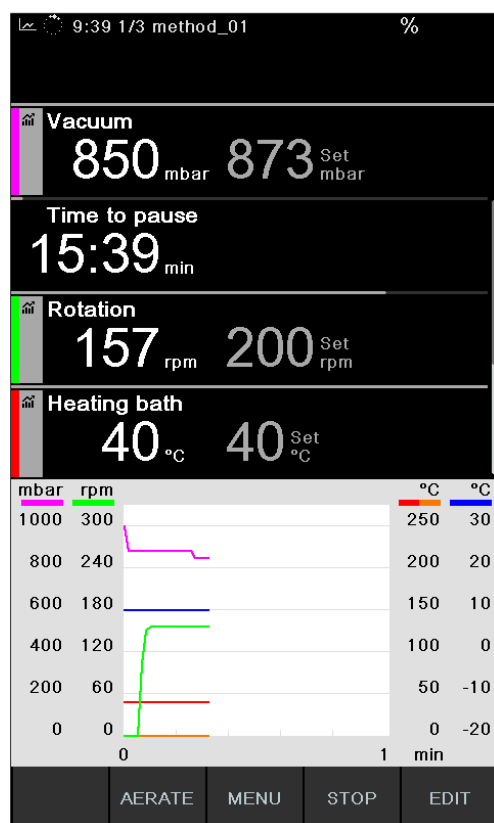 9:39 1/3 method_01 %
Vacuum
850 mbar 873 Set mbar
Time to pause
15:39 min
Rotation
157 rpm 200 Set rpm
Heating bath
40 °C 40 Set °C
mbar rpm °C °C
1000 300 250 30
800 240 200 20
600 180 150 10
400 120 100 0
200 60 50 -10
0 0 0 -20
0 1 min
AERATE MENU STOP EDIT